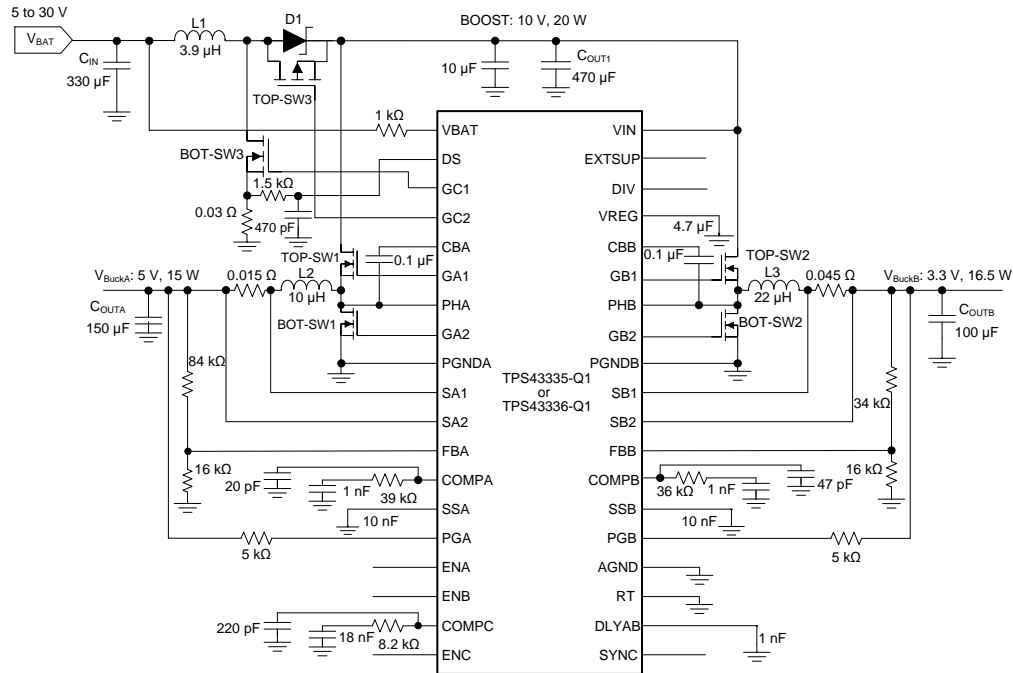 5 to 30 V
VBAT
L1
3.9 µH
D1
BOOST: 10 V, 20 W
CIN
330 µF
10 µF
COUT1
470 µF
TOP-SW3
1 kΩ
BOT-SW3
1.5 kΩ
0.03 Ω
470 pF
TOP-SW1
0.1 µF
VBuckA: 5 V, 15 W
0.015 Ω
L2
10 µH
COUTA
150 µF
BOT-SW1
84 kΩ
16 kΩ
20 pF
1 nF
39 kΩ
10 nF
5 kΩ
220 pF
18 nF
8.2 kΩ
VBAT
DS
GC1
GC2
CBA
GA1
PHA
GA2
PGNDA
SA1
SA2
FBA
COMPA
SSA
PGA
ENA
ENB
COMPC
ENC
TPS43335-Q1
or
TPS43336-Q1
VIN
EXTSUP
DIV
VREG
CBB
GB1
PHB
GB2
PGNDB
SB1
SB2
FBB
COMPB
SSB
PGB
AGND
RT
DLYAB
SYNC
4.7 µF
0.1 µF
TOP-SW2
L3
22 µH
0.045 Ω
VBuckB: 3.3 V, 16.5 W
BOT-SW2
COUTB
100 µF
34 kΩ
16 kΩ
36 kΩ
1 nF
47 pF
10 nF
5 kΩ
1 nF